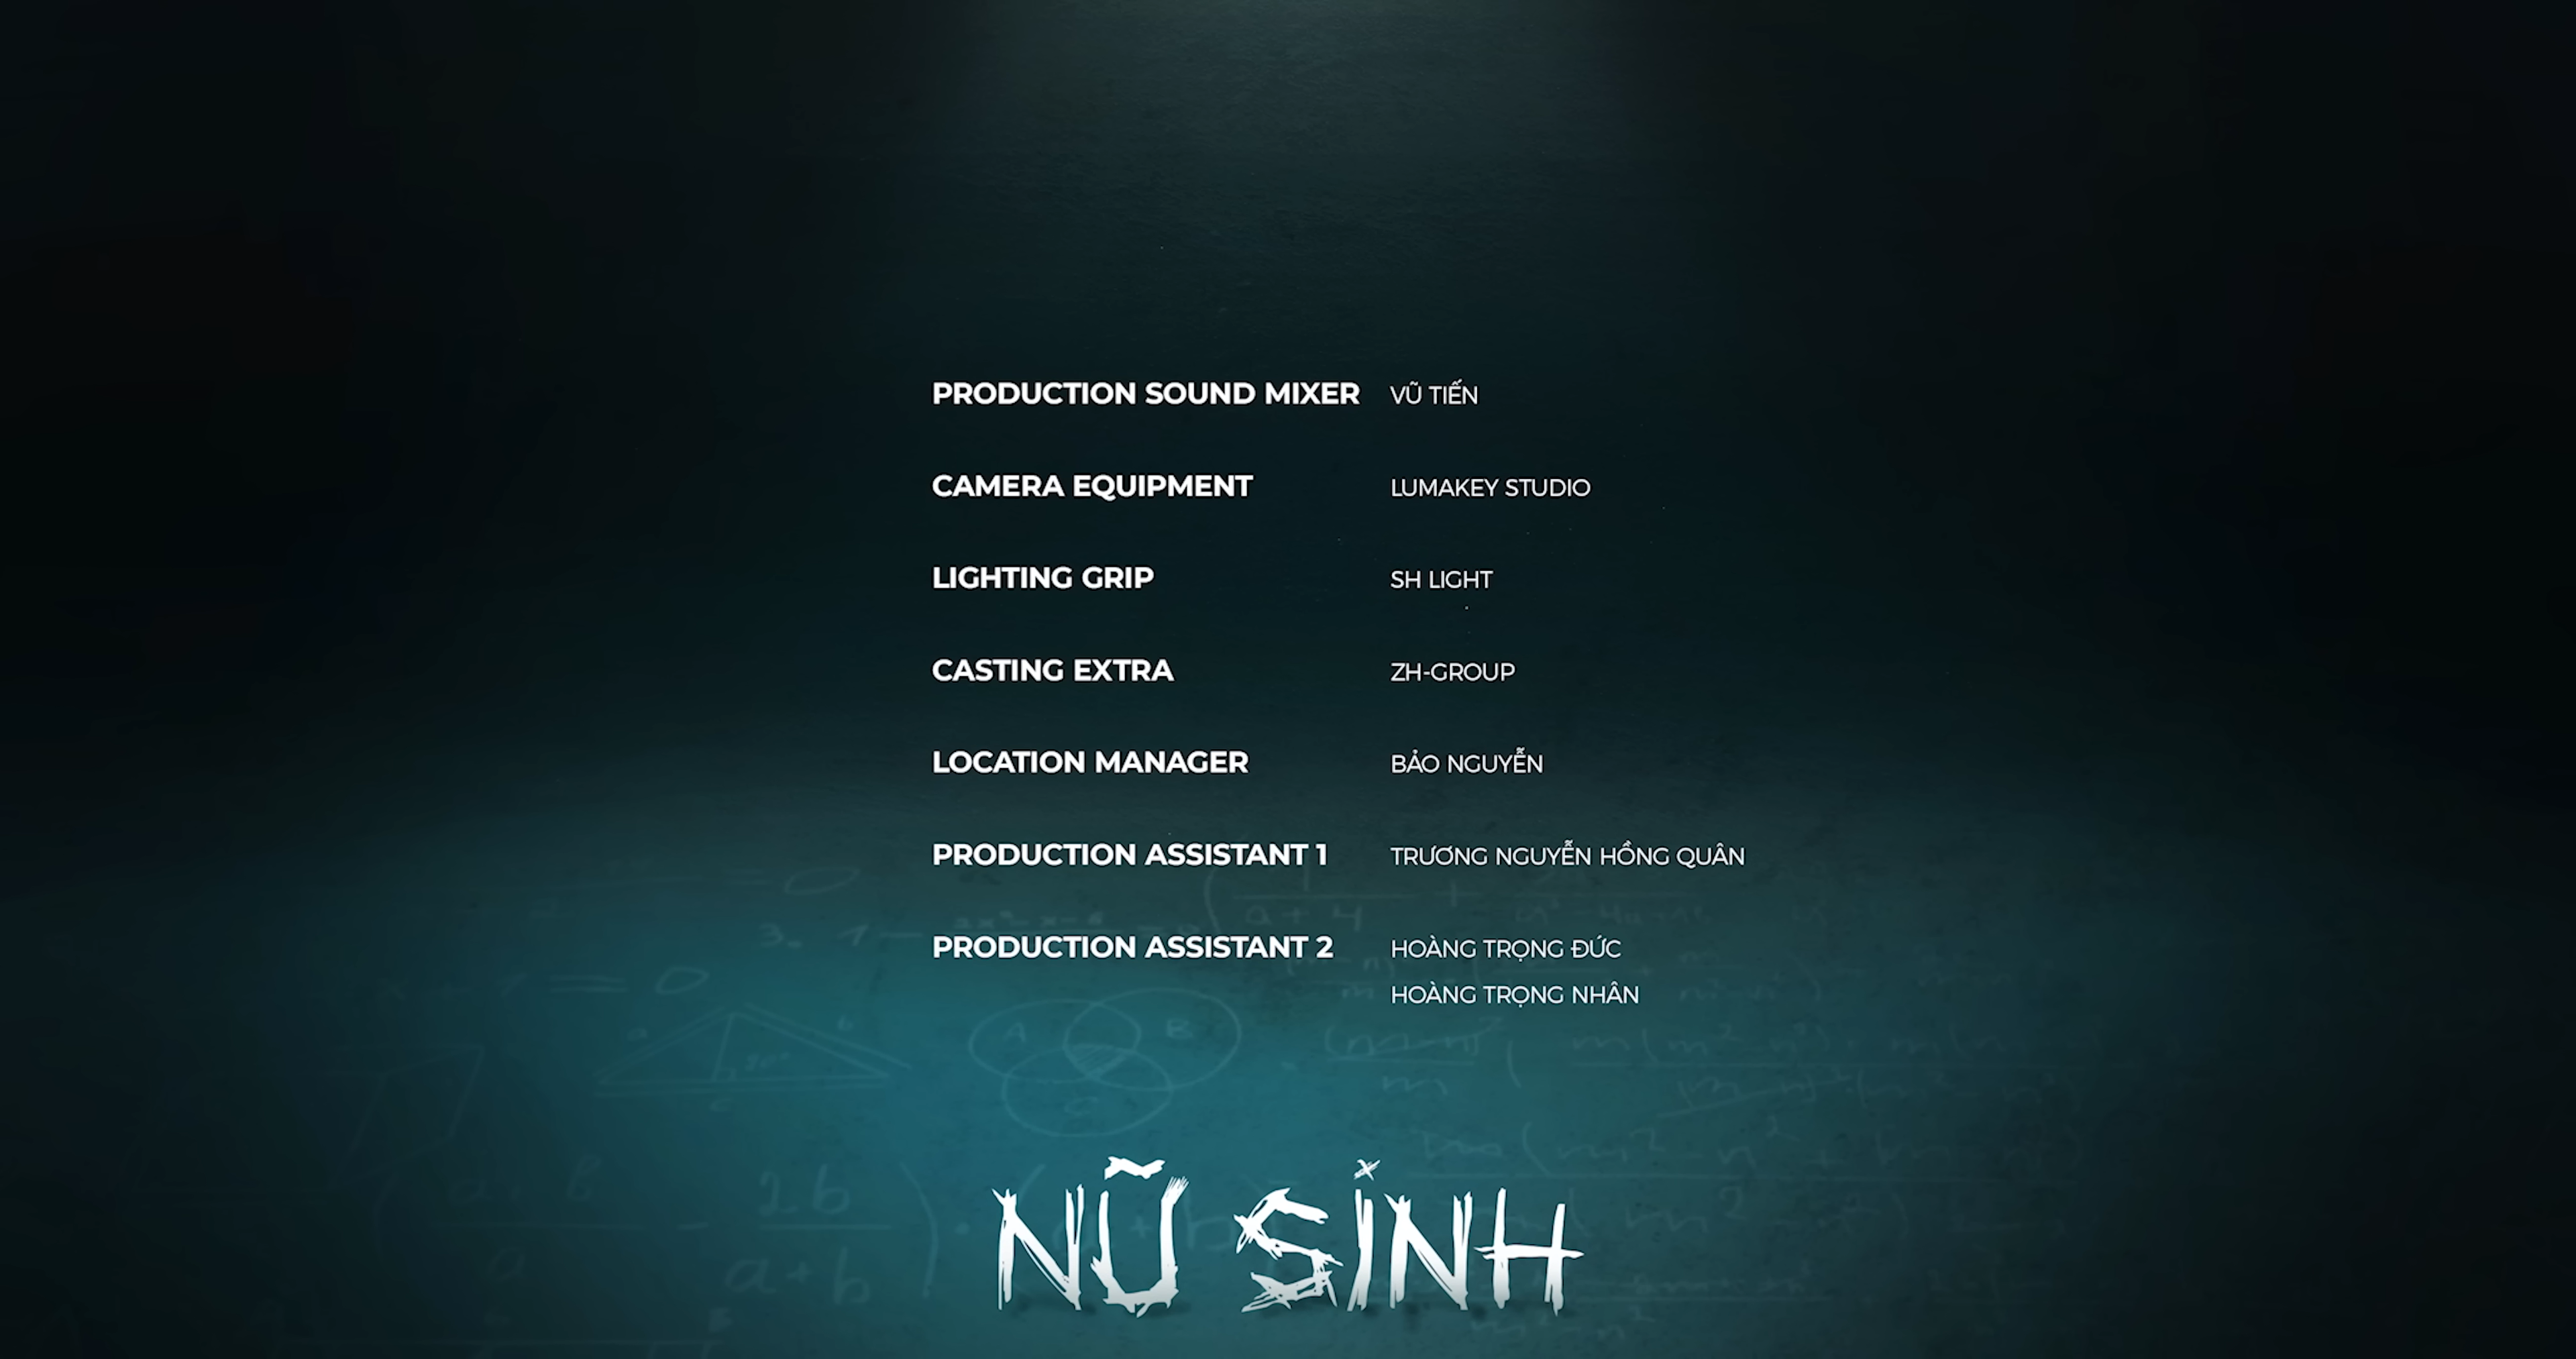 PRODUCTION SOUND MIXER VŨ TIẾN
CAMERA EQUIPMENT LUMAKEY STUDIO
LIGHTING GRIP SH LIGHT
CASTING EXTRA ZH-GROUP
LOCATION MANAGER BẢO NGUYỄN
PRODUCTION ASSISTANT 1 TRƯƠNG NGUYỄN HỒNG QUÂN
PRODUCTION ASSISTANT 2 HOÀNG TRỌNG ĐỨC
HOÀNG TRỌNG NHÂN
NỮ SINH